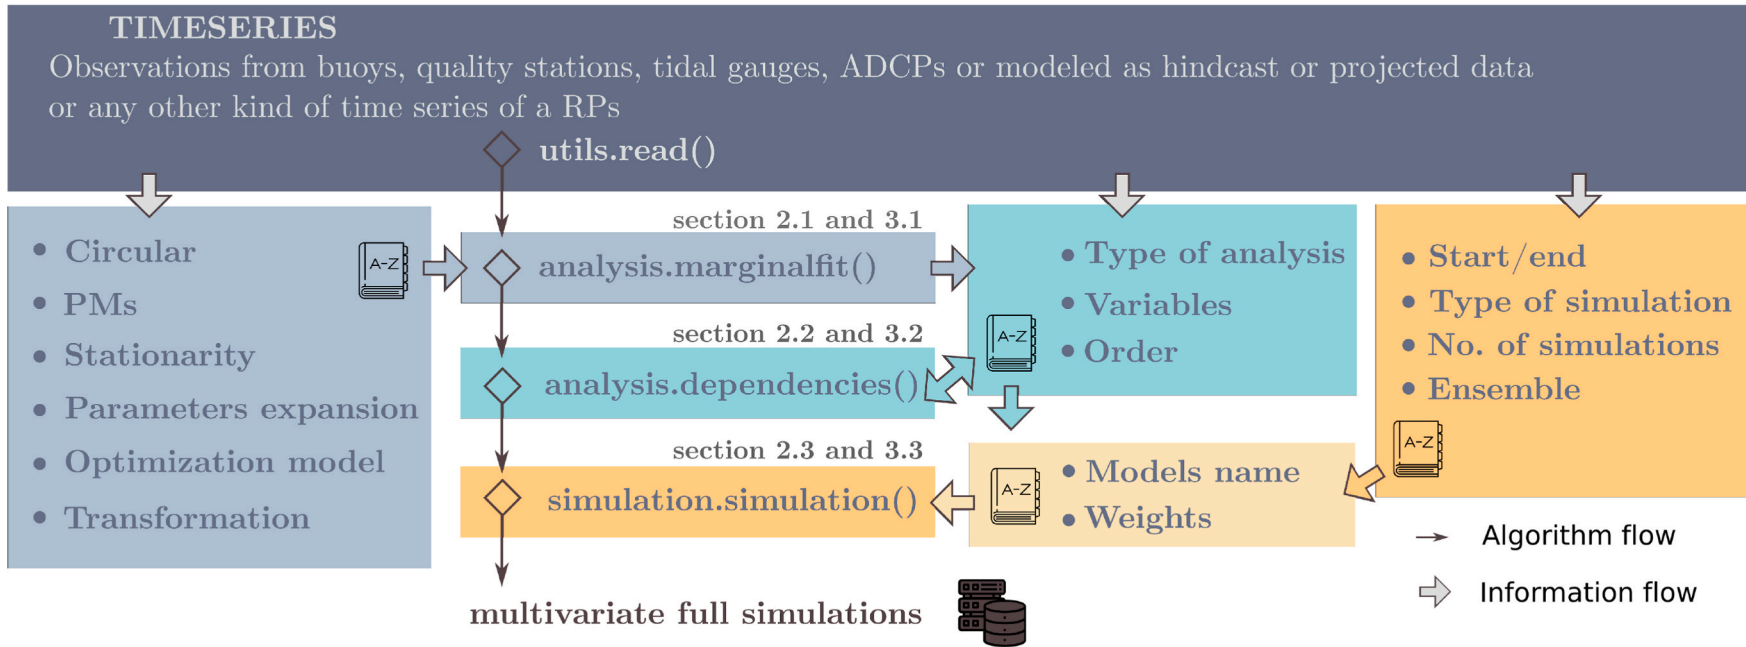 TIMESERIES
Observations from buoys, quality stations, tidal gauges, ADCPs or modeled as hindcast or projected data
or any other kind of time series of a RPs
utils.read()
• Circular
• PMs
• Stationarity
• Parameters expansion
• Optimization model
• Transformation
A-Z
section 2.1 and 3.1
analysis.marginalfit()
section 2.2 and 3.2
analysis.dependencies()
section 2.3 and 3.3
simulation.simulation()
multivariate full simulations
• Type of analysis
• Variables
• Order
A-Z
• Models name
• Weights
A-Z
• Start/end
• Type of simulation
• No. of simulations
• Ensemble
A-Z
Algorithm flow
Information flow